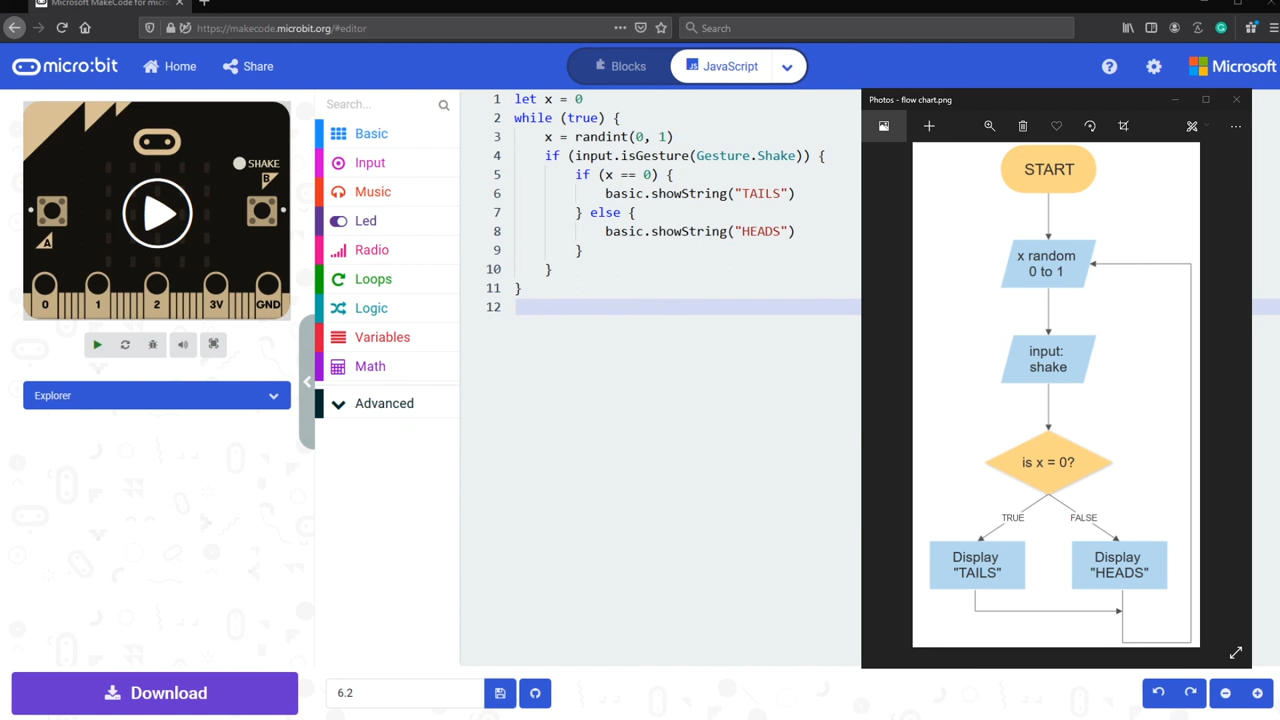 Microsoft MakeCode for micro:
https://makecode.microbit.org/#editor
Search
micro:bit
Home
Share
Blocks
JS
JavaScript
Microsoft
SHAKE
B
A
0
1
2
3V
GND
Explorer
Download
Search...
Basic
Input
Music
Led
Radio
Loops
Logic
Variables
Math
Advanced
1 let x = 0
2 while (true) {
3 x = randint(0, 1)
4 if (input.isGesture(Gesture.Shake)) {
5 if (x == 0) {
6 basic.showString("TAILS")
7 } else {
8 basic.showString("HEADS")
9 }
10 }
11 }
12
6.2
Photos - flow chart.png
START
x random
0 to 1
input:
shake
is x = 0?
TRUE
FALSE
Display
"TAILS"
Display
"HEADS"